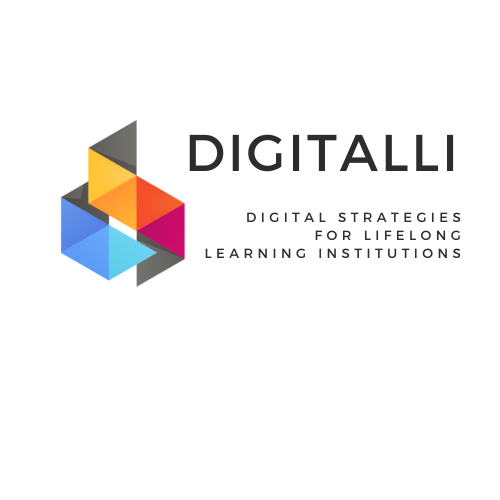 DIGITALLI
DIGITAL STRATEGIES
FOR LIFELONG
LEARNING INSTITUTIONS